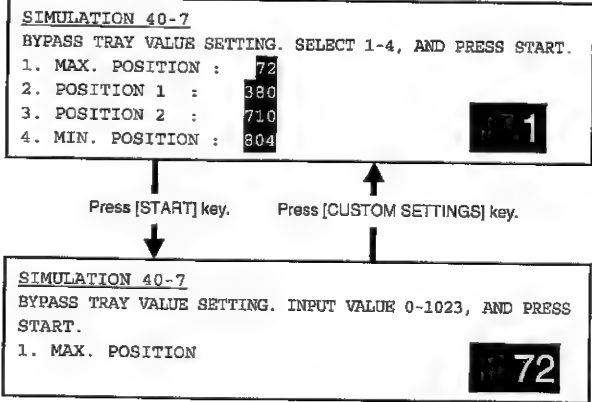 SIMULATION 40-7
BYPASS TRAY VALUE SETTING. SELECT 1-4, AND PRESS START.
1. MAX. POSITION : 72
2. POSITION 1 : 380
3. POSITION 2 : 710
4. MIN. POSITION : 804
1
Press [START] key. Press [CUSTOM SETTINGS] key.
SIMULATION 40-7
BYPASS TRAY VALUE SETTING. INPUT VALUE 0~1023, AND PRESS
START.
1. MAX. POSITION
72